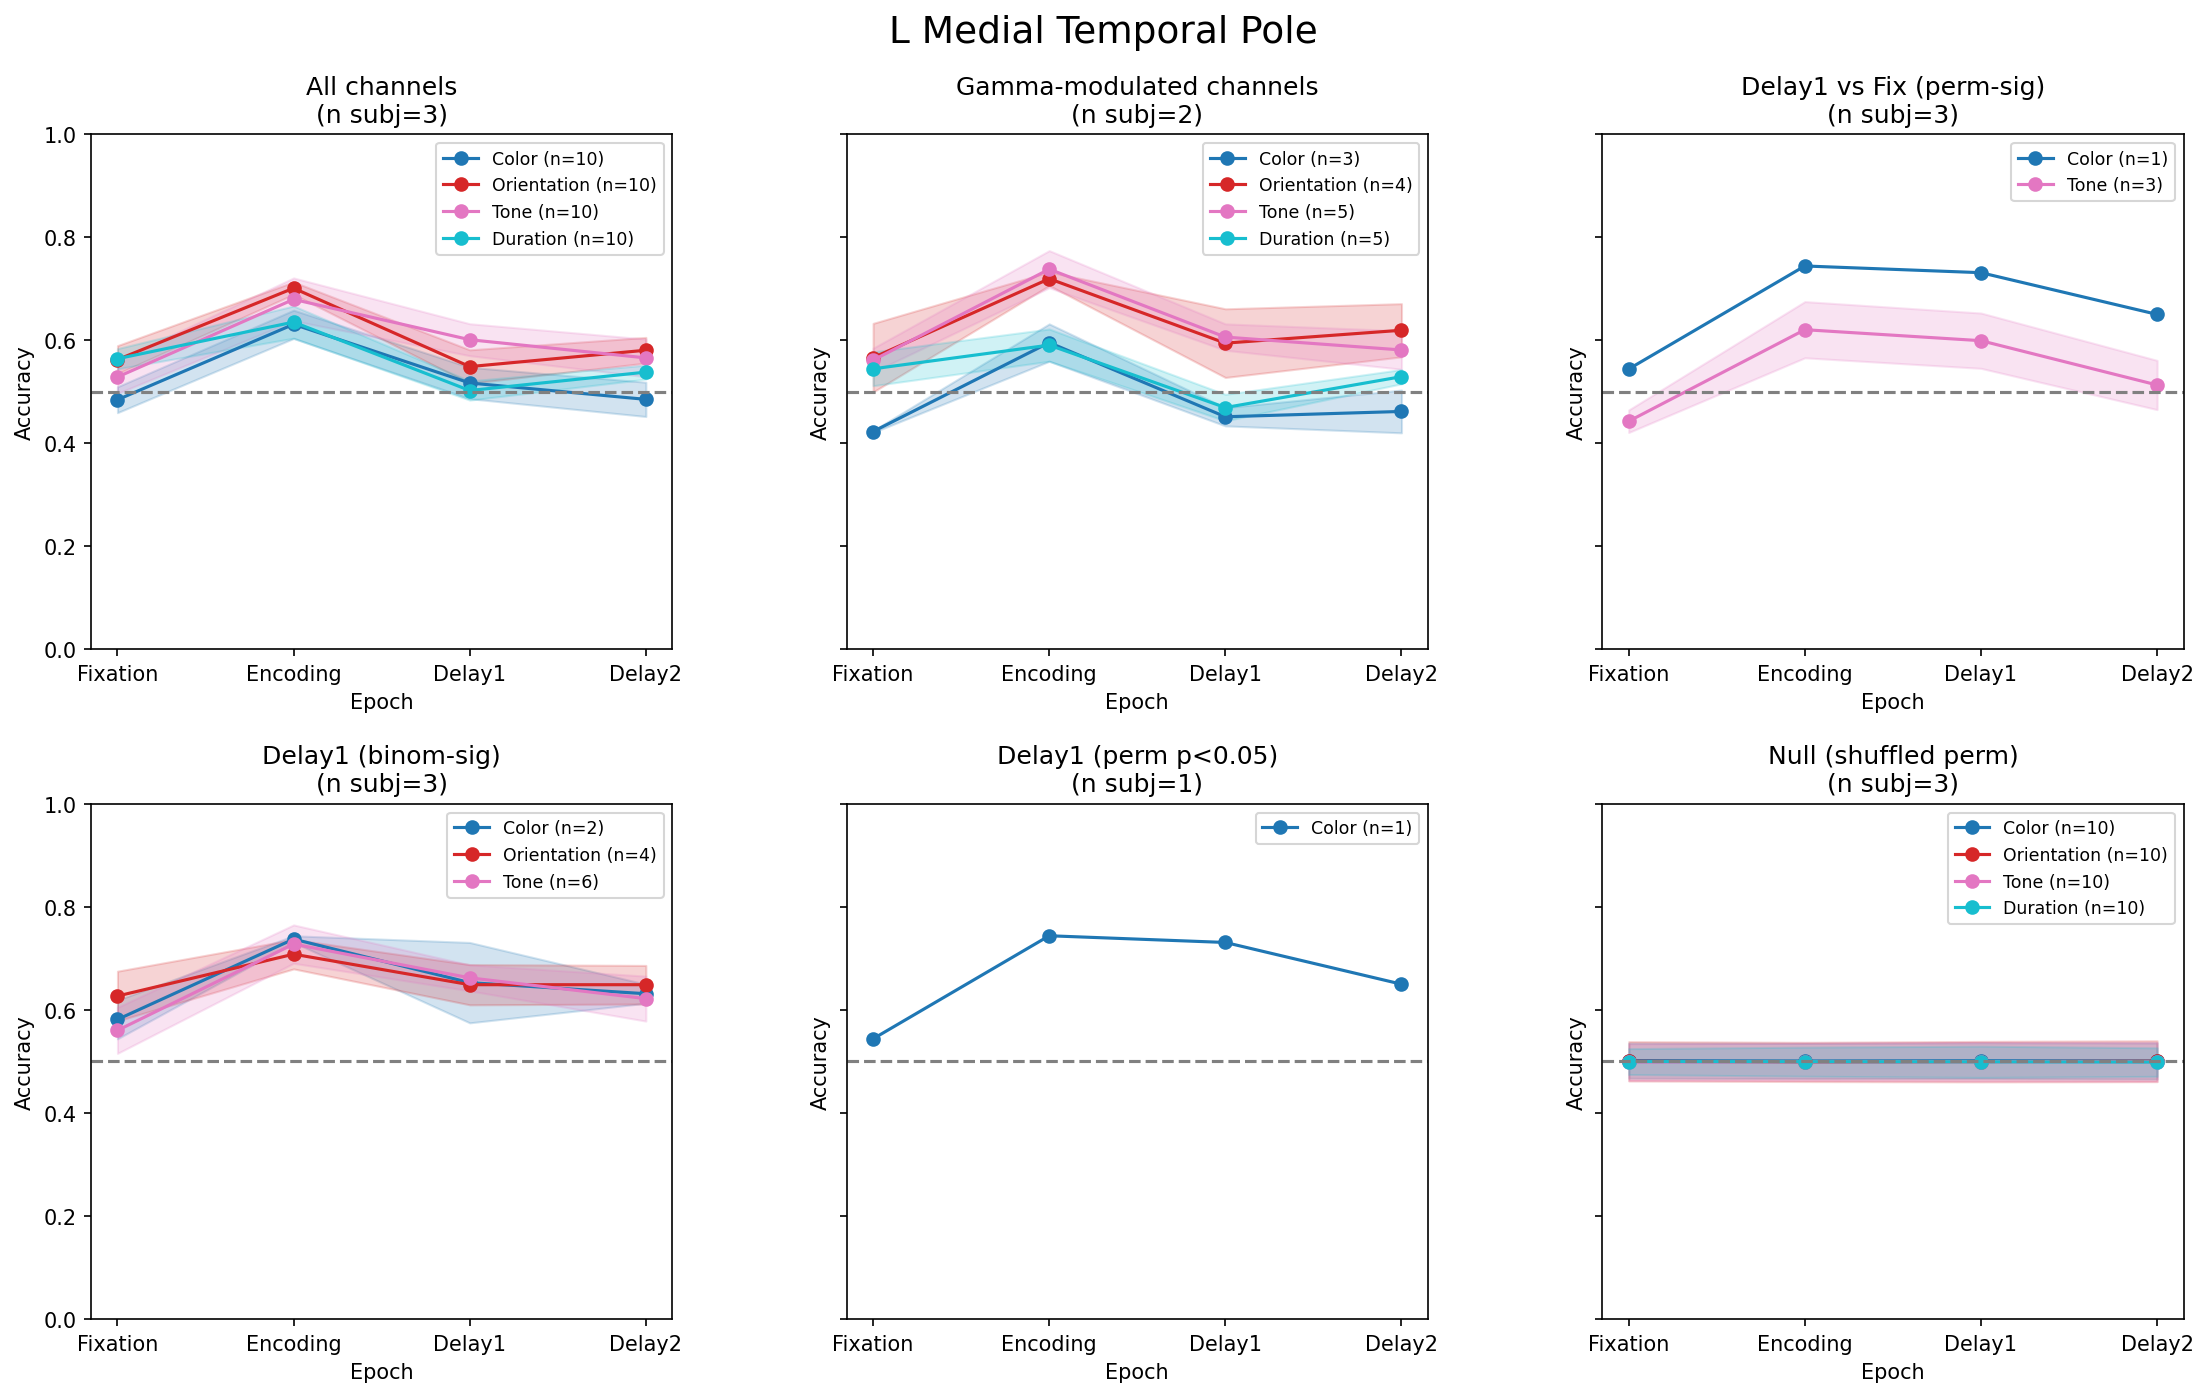 L Medial Temporal Pole
All channels
(n subj=3)
1.0
0.8
0.6
0.4
0.2
0.0
Accuracy
Color (n=10)
Orientation (n=10)
Tone (n=10)
Duration (n=10)
Fixation Encoding Delay1 Delay2
Epoch
Gamma-modulated channels
(n subj=2)
Accuracy
Color (n=3)
Orientation (n=4)
Tone (n=5)
Duration (n=5)
Fixation Encoding Delay1 Delay2
Epoch
Delay1 vs Fix (perm-sig)
(n subj=3)
Accuracy
Color (n=1)
Tone (n=3)
Fixation Encoding Delay1 Delay2
Epoch
Delay1 (binom-sig)
(n subj=3)
1.0
0.8
0.6
0.4
0.2
0.0
Accuracy
Color (n=2)
Orientation (n=4)
Tone (n=6)
Fixation Encoding Delay1 Delay2
Epoch
Delay1 (perm p<0.05)
(n subj=1)
Accuracy
Color (n=1)
Fixation Encoding Delay1 Delay2
Epoch
Null (shuffled perm)
(n subj=3)
Accuracy
Color (n=10)
Orientation (n=10)
Tone (n=10)
Duration (n=10)
Fixation Encoding Delay1 Delay2
Epoch